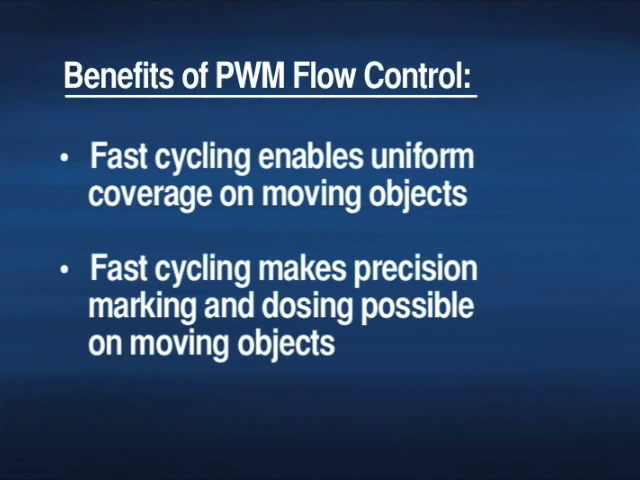 Benefits of PWM Flow Control:
• Fast cycling enables uniform
coverage on moving objects
• Fast cycling makes precision
marking and dosing possible
on moving objects